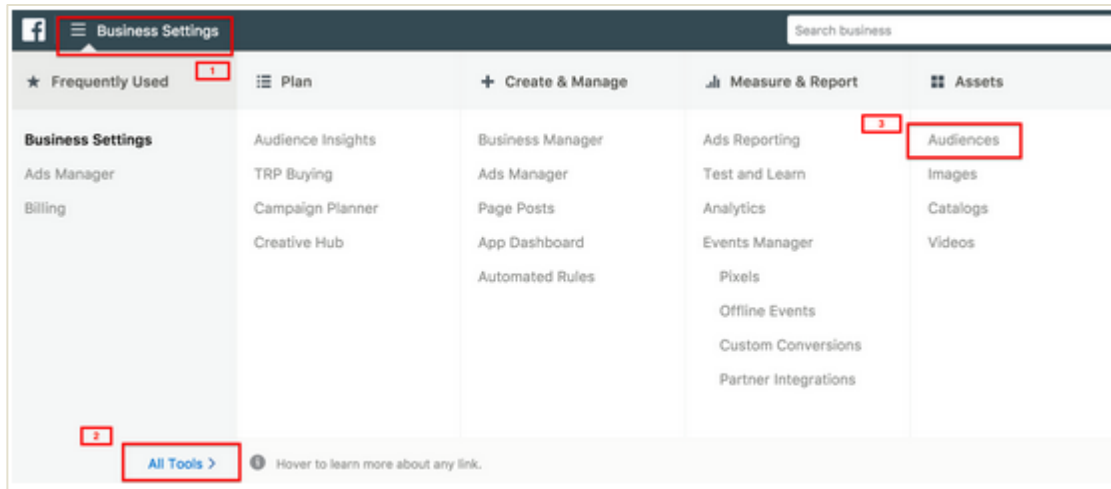 f Business Settings
Search business
1
Frequently Used
Business Settings
Ads Manager
Billing
Plan
Audience Insights
TRP Buying
Campaign Planner
Creative Hub
Create & Manage
Business Manager
Ads Manager
Page Posts
App Dashboard
Automated Rules
Measure & Report
Ads Reporting
Test and Learn
Analytics
Events Manager
Pixels
Offline Events
Custom Conversions
Partner Integrations
Assets
3
Audiences
Images
Catalogs
Videos
2
All Tools >
Hover to learn more about any link.